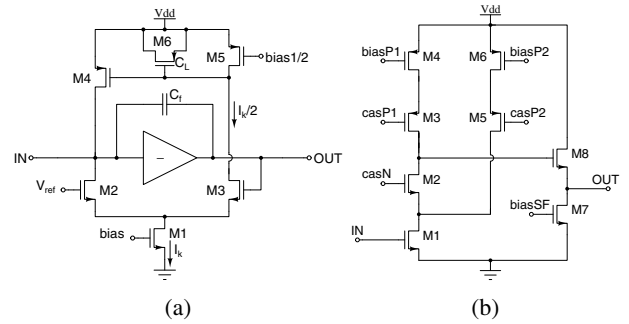 Vdd
M6
M5
bias1/2
M4
C_L
I_k/2
C_f
IN
−
OUT
V_ref
M2
M3
bias
M1
I_k
(a)
Vdd
biasP1
M4
M6
biasP2
casP1
M3
M5
casP2
M8
casN
M2
OUT
biasSF
M7
IN
M1
(b)